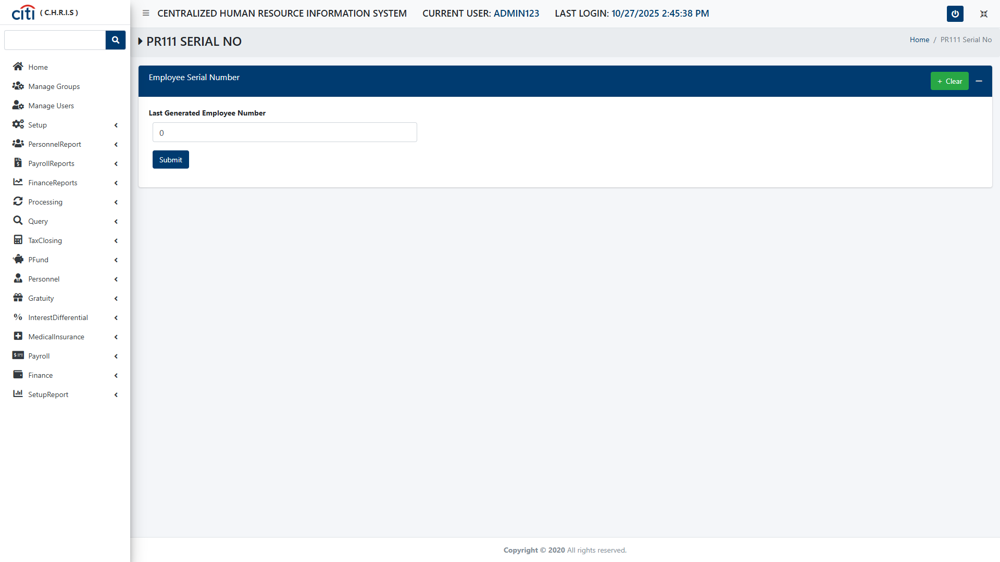 citi ( C.H.R.I.S )
CENTRALIZED HUMAN RESOURCE INFORMATION SYSTEM CURRENT USER: ADMIN123 LAST LOGIN: 10/27/2025 2:45:38 PM
PR111 SERIAL NO
Home / PR111 Serial No
Home
Manage Groups
Manage Users
Setup
PersonnelReport
PayrollReports
FinanceReports
Processing
Query
TaxClosing
PFund
Personnel
Gratuity
InterestDifferential
MedicalInsurance
Payroll
Finance
SetupReport
Employee Serial Number
+ Clear
Last Generated Employee Number
0
Submit
Copyright © 2020 All rights reserved.